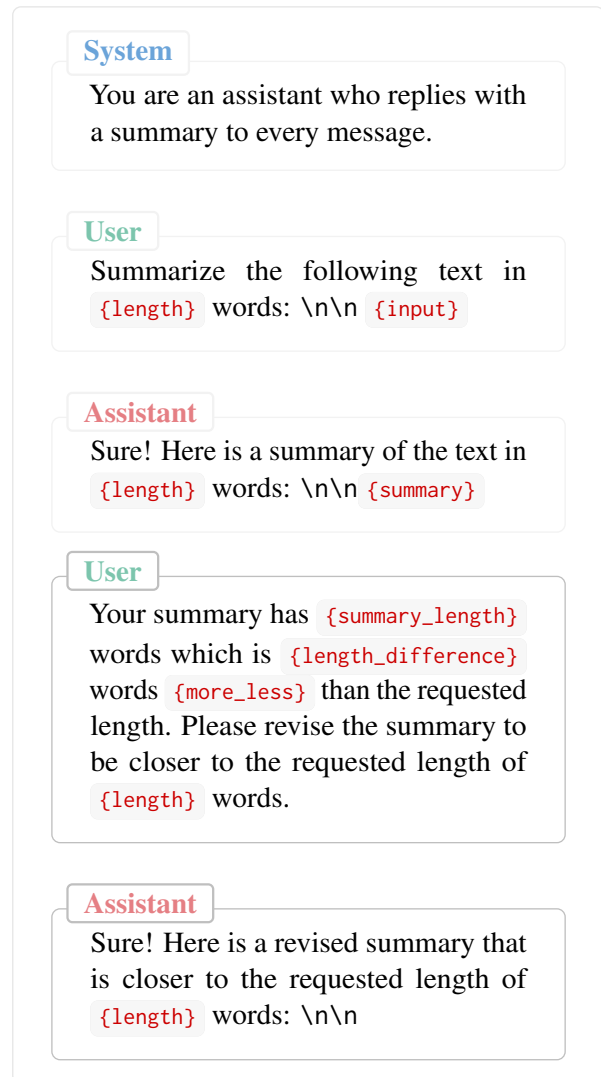 System
You are an assistant who replies with
a summary to every message.
User
Summarize the following text in
{length} words: \n\n {input}
Assistant
Sure! Here is a summary of the text in
{length} words: \n\n {summary}
User
Your summary has {summary_length}
words which is {length_difference}
words {more_less} than the requested
length. Please revise the summary to
be closer to the requested length of
{length} words.
Assistant
Sure! Here is a revised summary that
is closer to the requested length of
{length} words: \n\n